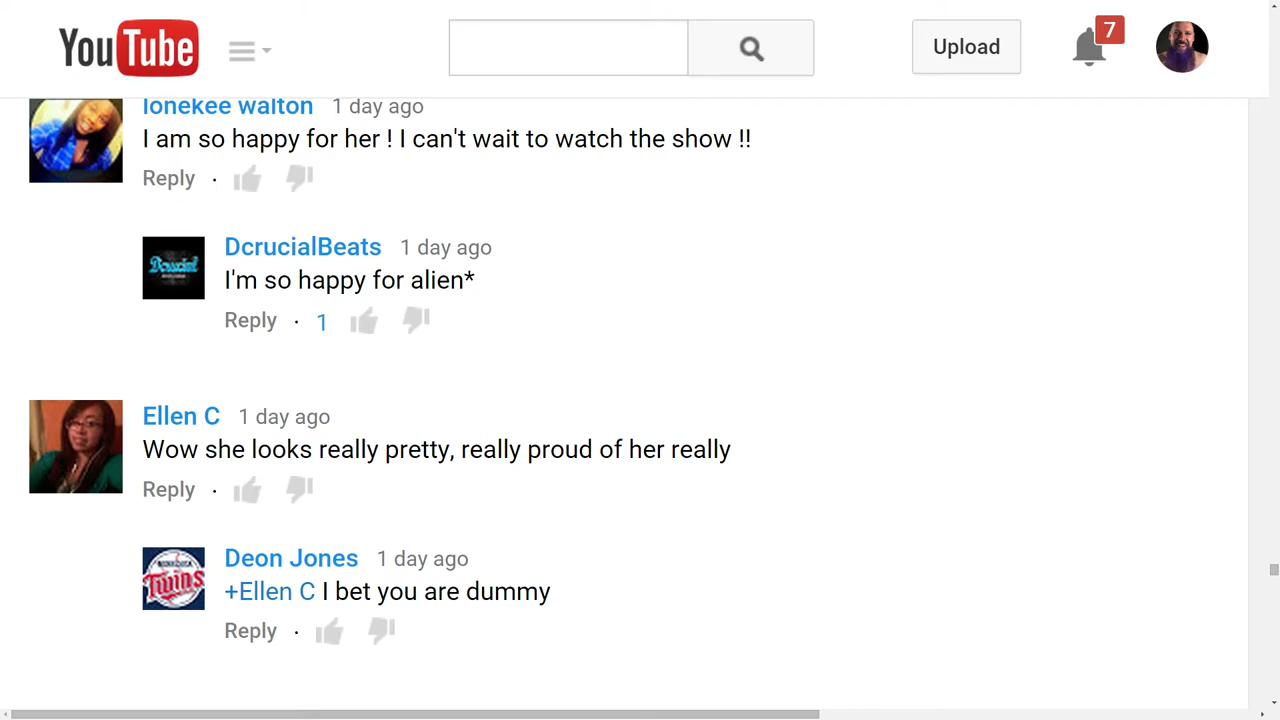 YouTube
Upload
7
lonekee walton 1 day ago
I am so happy for her ! I can't wait to watch the show !!
Reply ·
DcrucialBeats 1 day ago
I'm so happy for alien*
Reply · 1
Ellen C 1 day ago
Wow she looks really pretty, really proud of her really
Reply ·
Twins
Deon Jones 1 day ago
+Ellen C I bet you are dummy
Reply ·